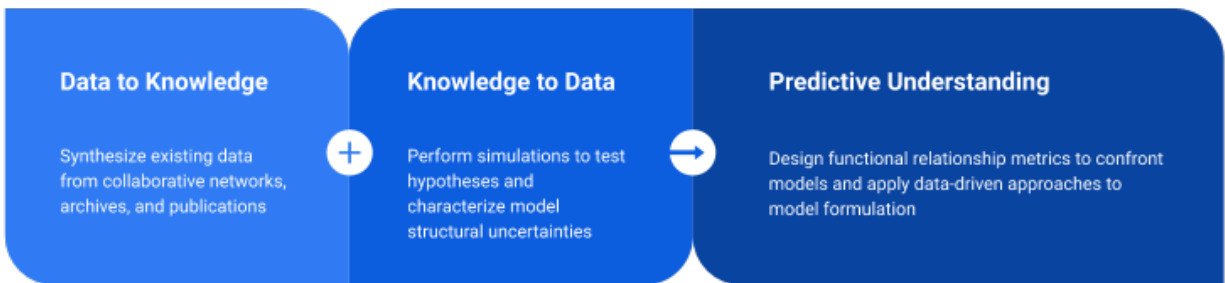 Data to Knowledge
Synthesize existing data
from collaborative networks,
archives, and publications
+
Knowledge to Data
Perform simulations to test
hypotheses and
characterize model
structural uncertainties
→
Predictive Understanding
Design functional relationship metrics to confront
models and apply data-driven approaches to
model formulation